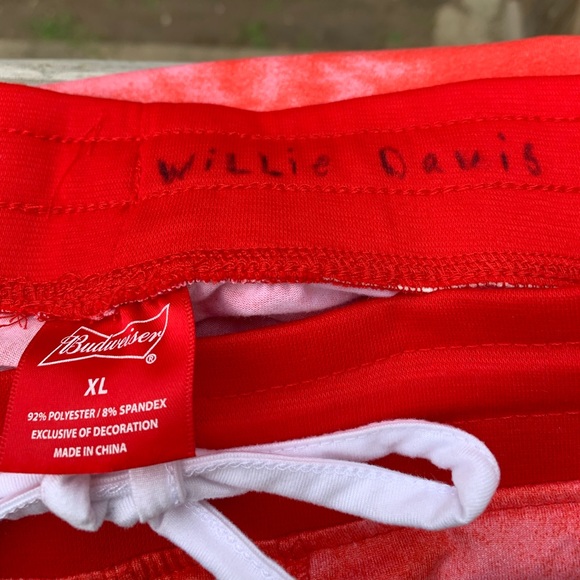 WiLLie Davis
Budweiser®
XL
92% POLYESTER / 8% SPANDEX
EXCLUSIVE OF DECORATION
MADE IN CHINA